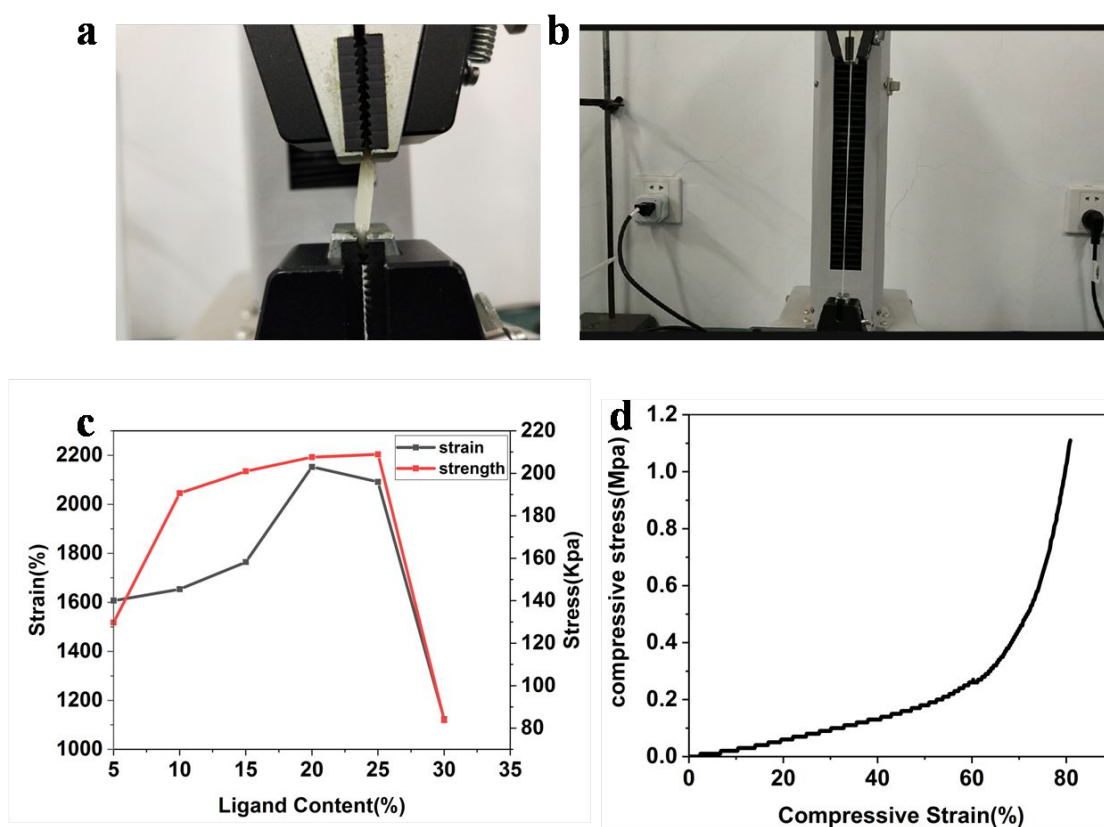 a
b
c
2200
2000
1800
1600
1400
1200
1000
Strain(%)
5 10 15 20 25 30 35
Ligand Content(%)
220
200
180
160
140
120
100
80
Stress(Kpa)
strain
strength
d
1.2
1.0
0.8
0.6
0.4
0.2
0.0
compressive stress(Mpa)
0 20 40 60 80
Compressive Strain(%)